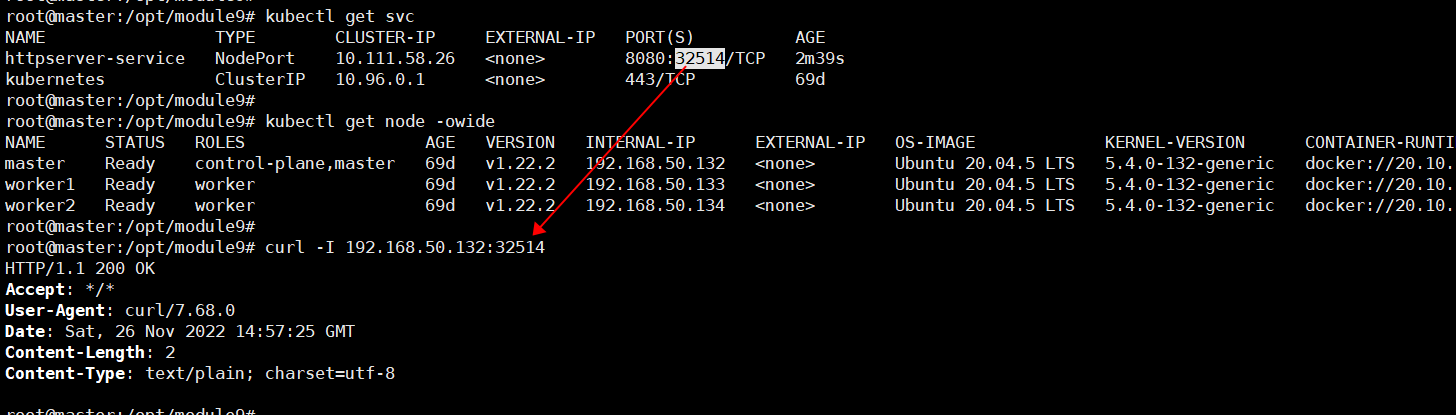 root@master:/opt/module9# kubectl get svc
NAME                 TYPE        CLUSTER-IP      EXTERNAL-IP   PORT(S)          AGE
httpserver-service   NodePort    10.111.58.26    <none>        8080:32514/TCP   2m39s
kubernetes           ClusterIP   10.96.0.1       <none>        443/TCP          69d
root@master:/opt/module9#
root@master:/opt/module9# kubectl get node -owide
NAME      STATUS   ROLES                  AGE   VERSION   INTERNAL-IP      EXTERNAL-IP   OS-IMAGE             KERNEL-VERSION      CONTAINER-RUNTI
master    Ready    control-plane,master   69d   v1.22.2   192.168.50.132   <none>        Ubuntu 20.04.5 LTS   5.4.0-132-generic   docker://20.10.
worker1   Ready    worker                 69d   v1.22.2   192.168.50.133   <none>        Ubuntu 20.04.5 LTS   5.4.0-132-generic   docker://20.10.
worker2   Ready    worker                 69d   v1.22.2   192.168.50.134   <none>        Ubuntu 20.04.5 LTS   5.4.0-132-generic   docker://20.10.
root@master:/opt/module9#
root@master:/opt/module9# curl -I 192.168.50.132:32514
HTTP/1.1 200 OK
Accept: */*
User-Agent: curl/7.68.0
Date: Sat, 26 Nov 2022 14:57:25 GMT
Content-Length: 2
Content-Type: text/plain; charset=utf-8
root@master:/opt/module9#